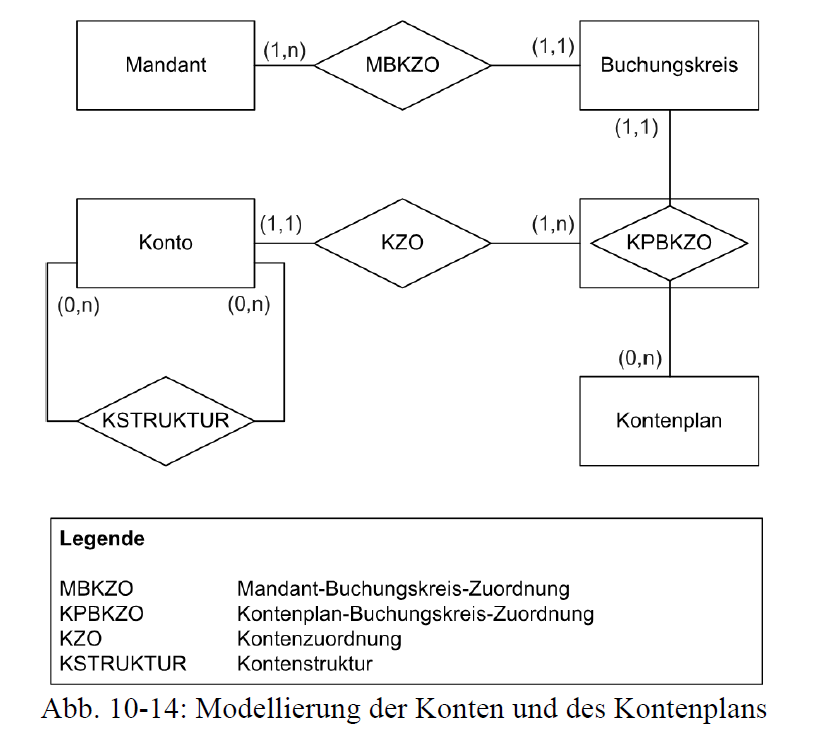 Mandant (1,n) MBKZO (1,1) Buchungskreis
(1,1)
Konto (1,1) KZO (1,n) KPBKZO
(0,n) (0,n)
(0,n)
KSTRUKTUR Kontenplan
Legende
MBKZO Mandant-Buchungskreis-Zuordnung
KPBKZO Kontenplan-Buchungskreis-Zuordnung
KZO Kontenzuordnung
KSTRUKTUR Kontenstruktur
Abb. 10-14: Modellierung der Konten und des Kontenplans